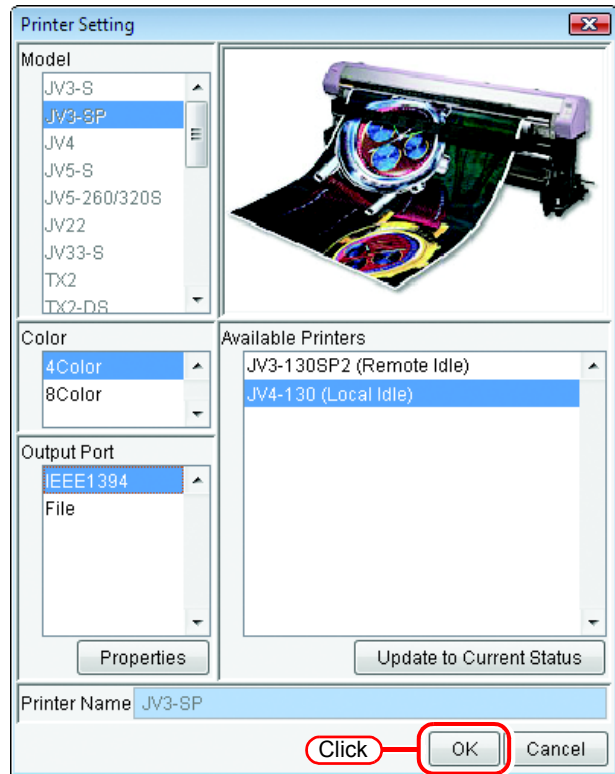 Printer Setting
Model
JV3-S
JV3-SP
JV4
JV5-S
JV5-260/320S
JV22
JV33-S
TX2
TX2-DS
Color
4Color
8Color
Available Printers
JV3-130SP2 (Remote Idle)
JV4-130 (Local Idle)
Output Port
IEEE1394
File
Properties
Update to Current Status
Printer Name JV3-SP
Click OK Cancel